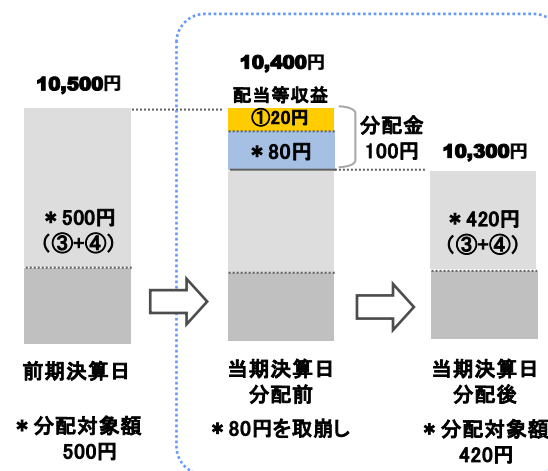 10,500円
＊500円
（③+④）
前期決算日
＊分配対象額
500円
10,400円
配当等収益
①20円
＊80円
分配金
100円
当期決算日
分配前
＊80円を取崩し
10,300円
＊420円
（③+④）
当期決算日
分配後
＊分配対象額
420円